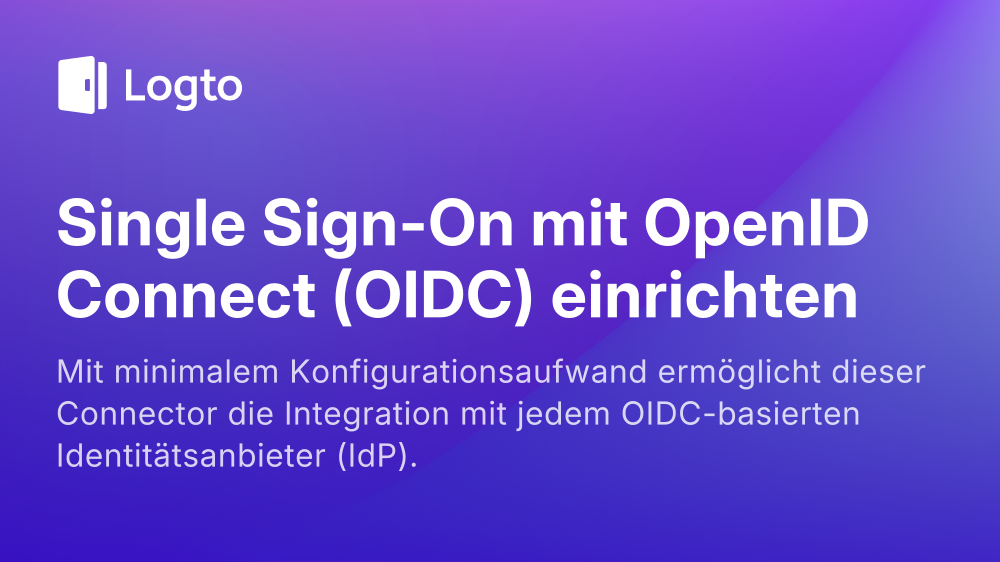 Logto
Single Sign-On mit OpenID
Connect (OIDC) einrichten
Mit minimalem Konfigurationsaufwand ermöglicht dieser
Connector die Integration mit jedem OIDC-basierten
Identitätsanbieter (IdP).